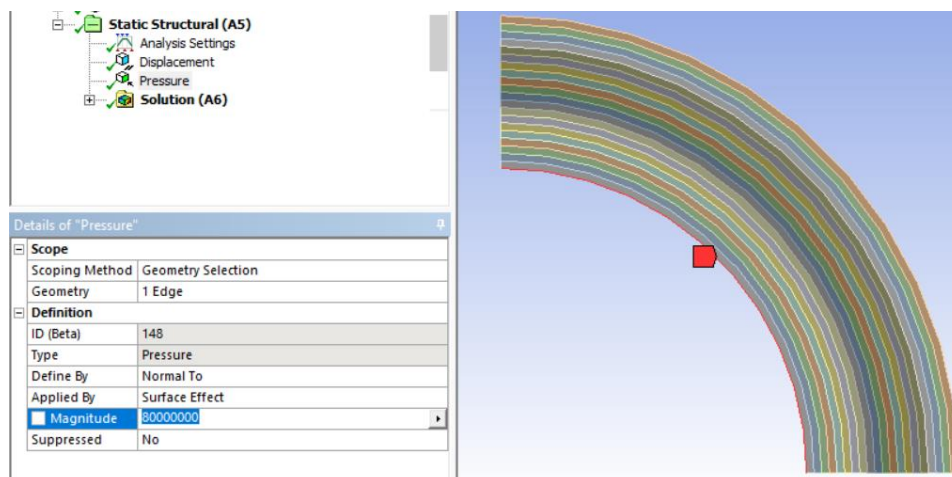 Static Structural (A5)
Analysis Settings
Displacement
Pressure
Solution (A6)
Details of "Pressure"
Scope
Scoping Method Geometry Selection
Geometry 1 Edge
Definition
ID (Beta) 148
Type Pressure
Define By Normal To
Applied By Surface Effect
Magnitude 80000000
Suppressed No